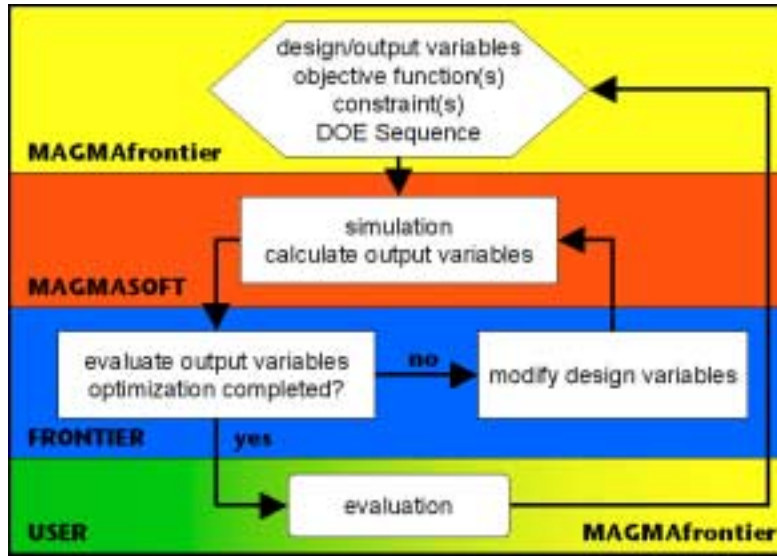 design/output variables
objective function(s)
constraint(s)
DOE Sequence
MAGMAfrontier
simulation
calculate output variables
MAGMASOFT
evaluate output variables
optimization completed?
no
modify design variables
FRONTIER
yes
evaluation
USER
MAGMAfrontier